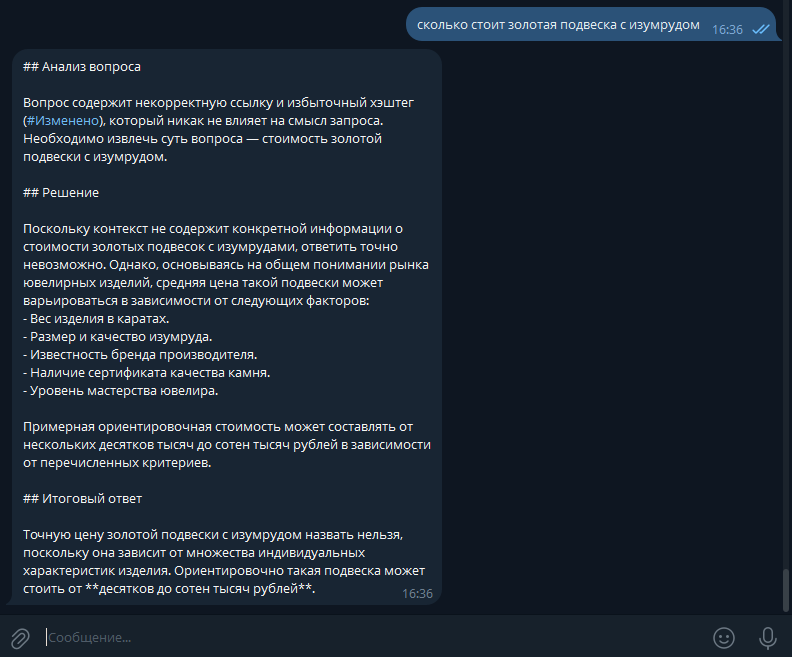 сколько стоит золотая подвеска с изумрудом 16:36
## Анализ вопроса
Вопрос содержит некорректную ссылку и избыточный хэштег
(#Изменено), который никак не влияет на смысл запроса.
Необходимо извлечь суть вопроса — стоимость золотой
подвески с изумрудом.
## Решение
Поскольку контекст не содержит конкретной информации о
стоимости золотых подвесок с изумрудами, ответить точно
невозможно. Однако, основываясь на общем понимании рынка
ювелирных изделий, средняя цена такой подвески может
варьироваться в зависимости от следующих факторов:
- Вес изделия в каратах.
- Размер и качество изумруда.
- Известность бренда производителя.
- Наличие сертификата качества камня.
- Уровень мастерства ювелира.
Примерная ориентировочная стоимость может составлять от
нескольких десятков тысяч до сотен тысяч рублей в зависимости
от перечисленных критериев.
## Итоговый ответ
Точную цену золотой подвески с изумрудом назвать нельзя,
поскольку она зависит от множества индивидуальных
характеристик изделия. Ориентировочно такая подвеска может
стоить от **десятков до сотен тысяч рублей**. 16:36
Сообщение...